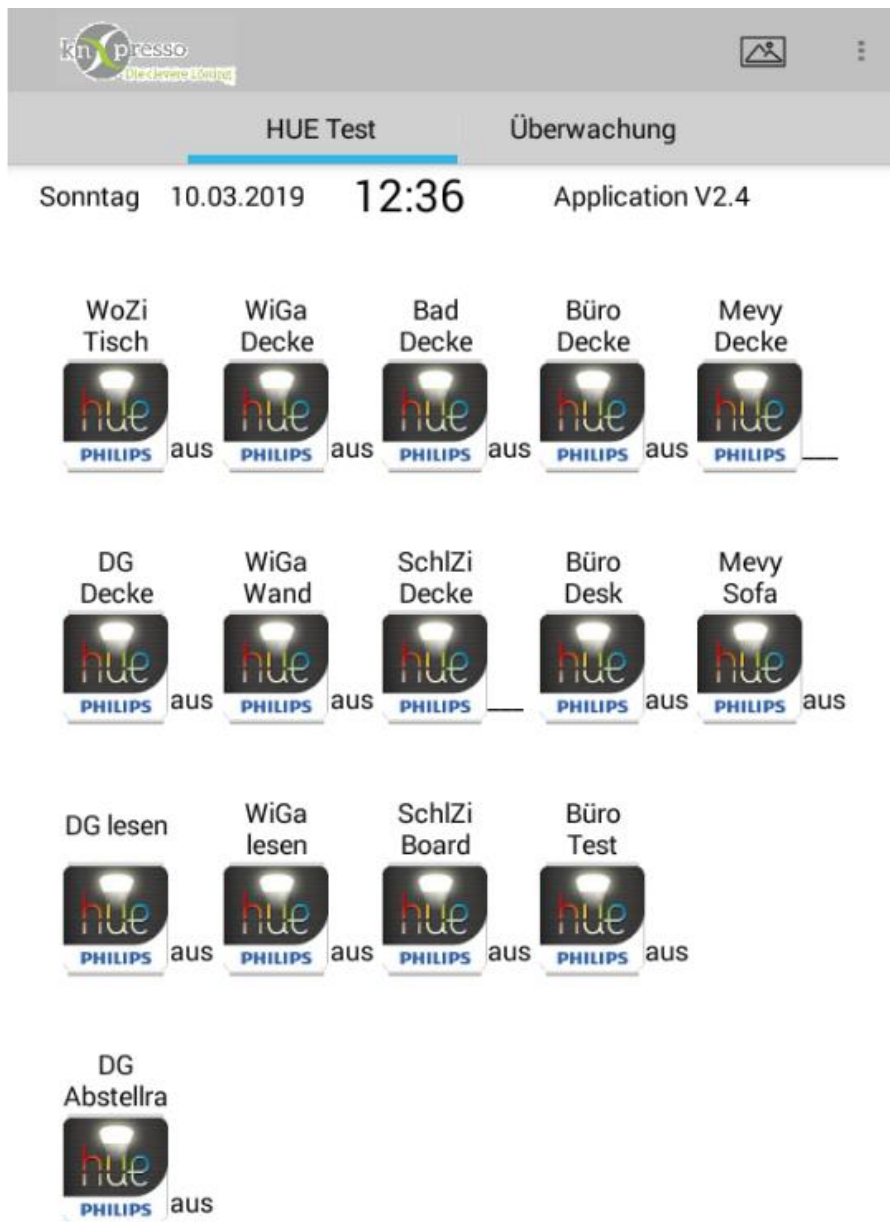 knXpresso
Die clevere Lösung
HUE Test Überwachung
Sonntag 10.03.2019 12:36 Application V2.4
WoZi WiGa Bad Büro Mevy
Tisch Decke Decke Decke Decke
hue hue hue hue hue
PHILIPS aus PHILIPS aus PHILIPS aus PHILIPS aus PHILIPS ___
DG WiGa SchlZi Büro Mevy
Decke Wand Decke Desk Sofa
hue hue hue hue hue
PHILIPS aus PHILIPS aus PHILIPS ___ PHILIPS aus PHILIPS aus
DG lesen WiGa SchlZi Büro
lesen Board Test
hue hue hue hue
PHILIPS aus PHILIPS aus PHILIPS aus PHILIPS aus
DG
Abstellra
hue
PHILIPS aus